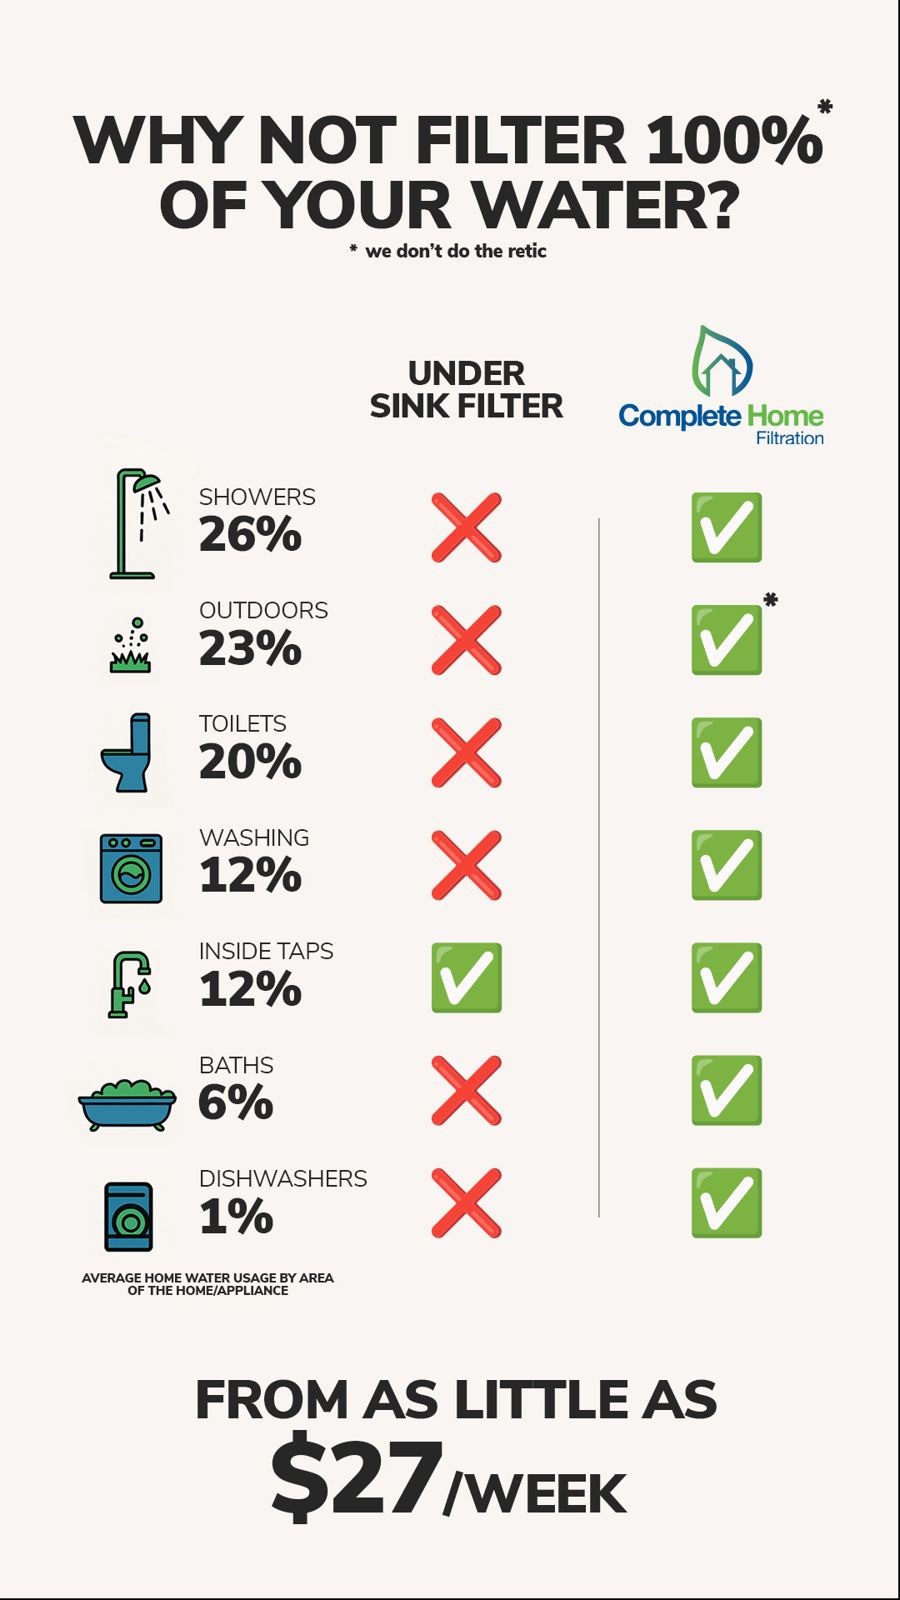 WHY NOT FILTER 100%*
OF YOUR WATER?
* we don't do the retic
UNDER
SINK FILTER
Complete Home
Filtration
SHOWERS
26%
OUTDOORS
23%
*
TOILETS
20%
WASHING
12%
INSIDE TAPS
12%
BATHS
6%
DISHWASHERS
1%
AVERAGE HOME WATER USAGE BY AREA
OF THE HOME/APPLIANCE
FROM AS LITTLE AS
$27/WEEK